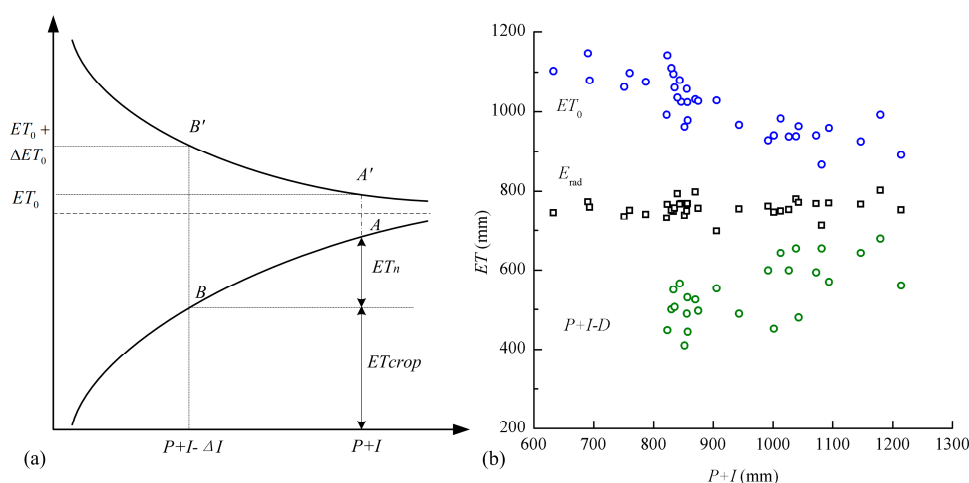 B'
ET₀ +
ΔET₀
A'
ET₀
A
ETn
B
ETcrop
P+I- ΔI
P+I
(a)
1200
1000
800
600
400
200
ET (mm)
ET₀
E_rad
P+I-D
600 700 800 900 1000 1100 1200 1300
(b)
P+I (mm)